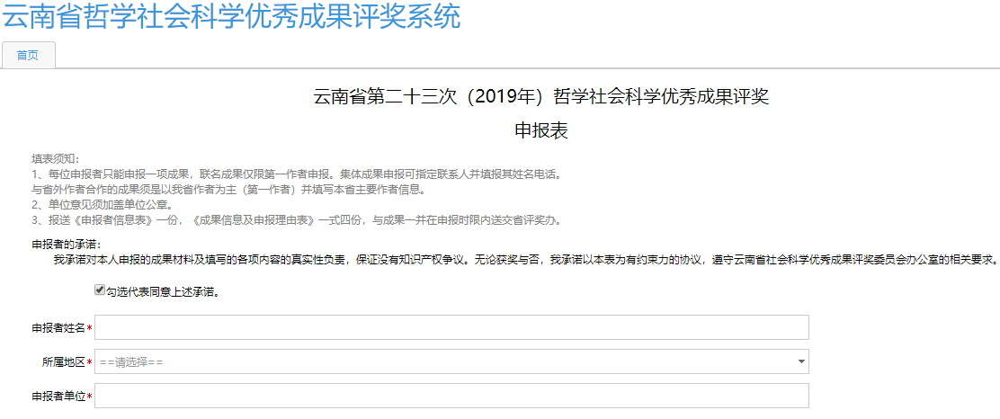 云南省哲学社会科学优秀成果评奖系统
首页
云南省第二十三次（2019年）哲学社会科学优秀成果评奖
申报表
填表须知:
1、每位申报者只能申报一项成果，联名成果仅限第一作者申报。集体成果申报可指定联系人并填报其姓名电话。
与省外作者合作的成果须是以我省作者为主（第一作者）并填写本省主要作者信息。
2、单位意见须加盖单位公章。
3、报送《申报者信息表》一份，《成果信息及申报理由表》一式四份，与成果一并在申报时限内送交省评奖办。
申报者的承诺:
我承诺对本人申报的成果材料及填写的各项内容的真实性负责，保证没有知识产权争议。无论获奖与否，我承诺以本表为有约束力的协议，遵守云南省社会科学优秀成果评奖委员会办公室的相关要求。
勾选代表同意上述承诺。
申报者姓名*
所属地区* ==请选择==
申报者单位*